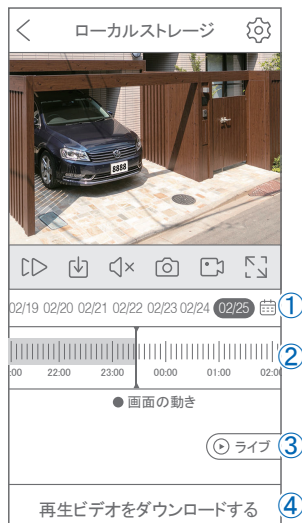 ローカルストレージ
8888
02/19 02/20 02/21 02/22 02/23 02/24 02/25 ①
②
:00 22:00 23:00 00:00 01:00 02:0
●画面の動き
ライブ ③
再生ビデオをダウンロードする ④